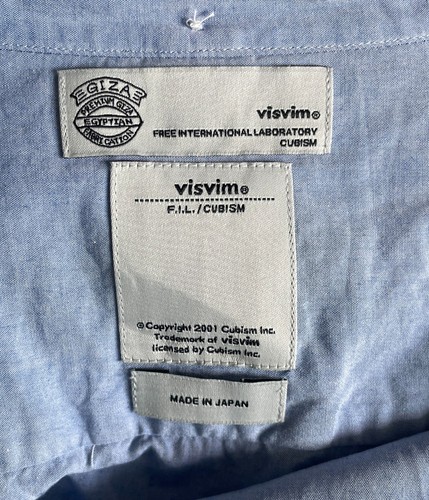 GIZA
PREMIUM GIZA
EGYPTIAN
FABRICATION
visvim®
FREE INTERNATIONAL LABORATORY
CUBISM
visvim®
F.I.L./CUBISM
©Copyright 2001 Cubism Inc.
Trademark of visvim
licensed by Cubism Inc.
MADE IN JAPAN